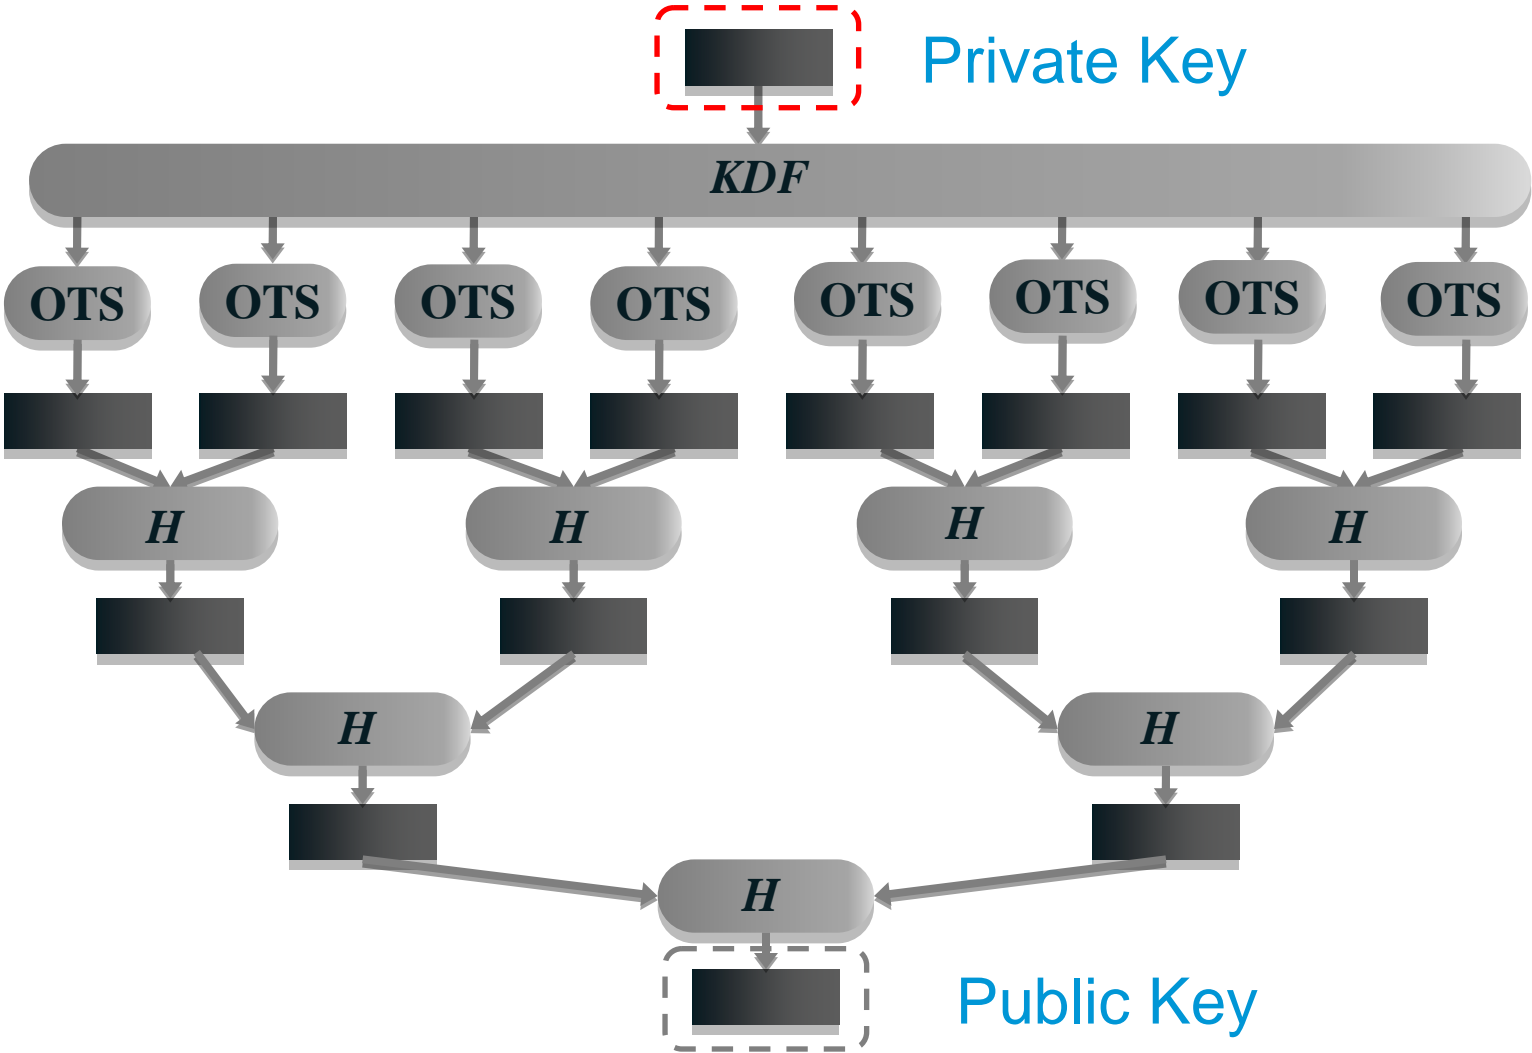 Private Key
KDF
OTS OTS OTS OTS OTS OTS OTS OTS
H H H H
H H
H
Public Key